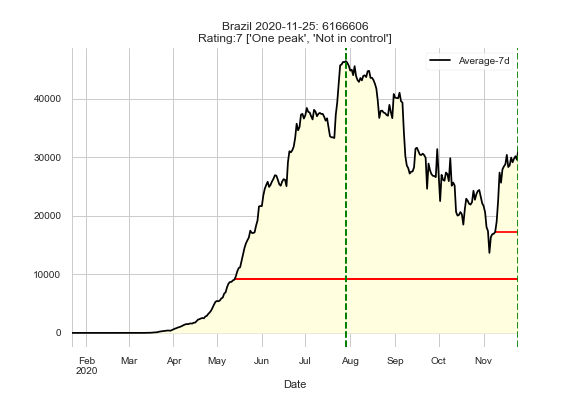 Brazil 2020-11-25: 6166606
Rating:7 ['One peak', 'Not in control']
Average-7d
40000
30000
20000
10000
0
Feb Mar Apr May Jun Jul Aug Sep Oct Nov
2020
Date